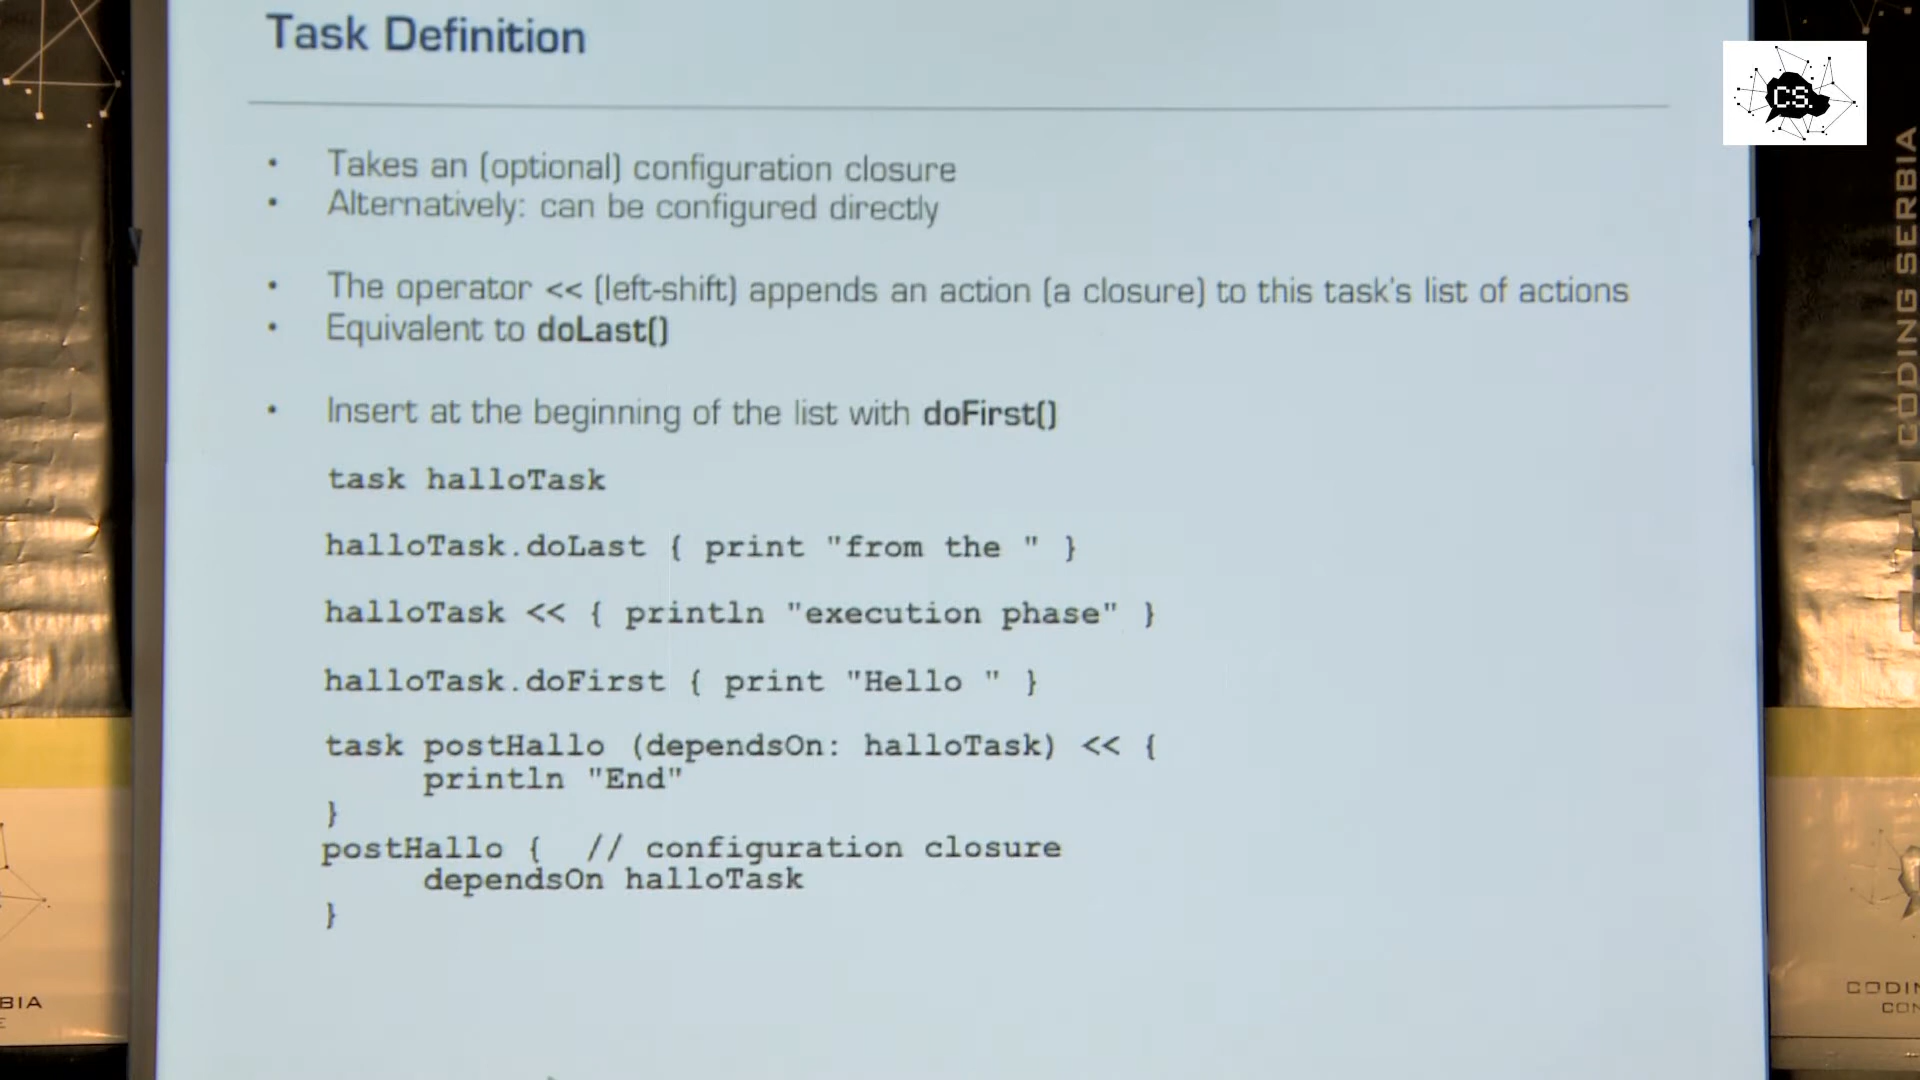 Task Definition
CS.
• Takes an (optional) configuration closure
• Alternatively: can be configured directly
• The operator << (left-shift) appends an action (a closure) to this task's list of actions
• Equivalent to doLast()
• Insert at the beginning of the list with doFirst()
task halloTask
halloTask.doLast { print "from the " }
halloTask << { println "execution phase" }
halloTask.doFirst { print "Hello " }
task postHallo (dependsOn: halloTask) << {
println "End"
}
postHallo { // configuration closure
dependsOn halloTask
}
CODING SERBIA
BIA
E
CODIN
CON